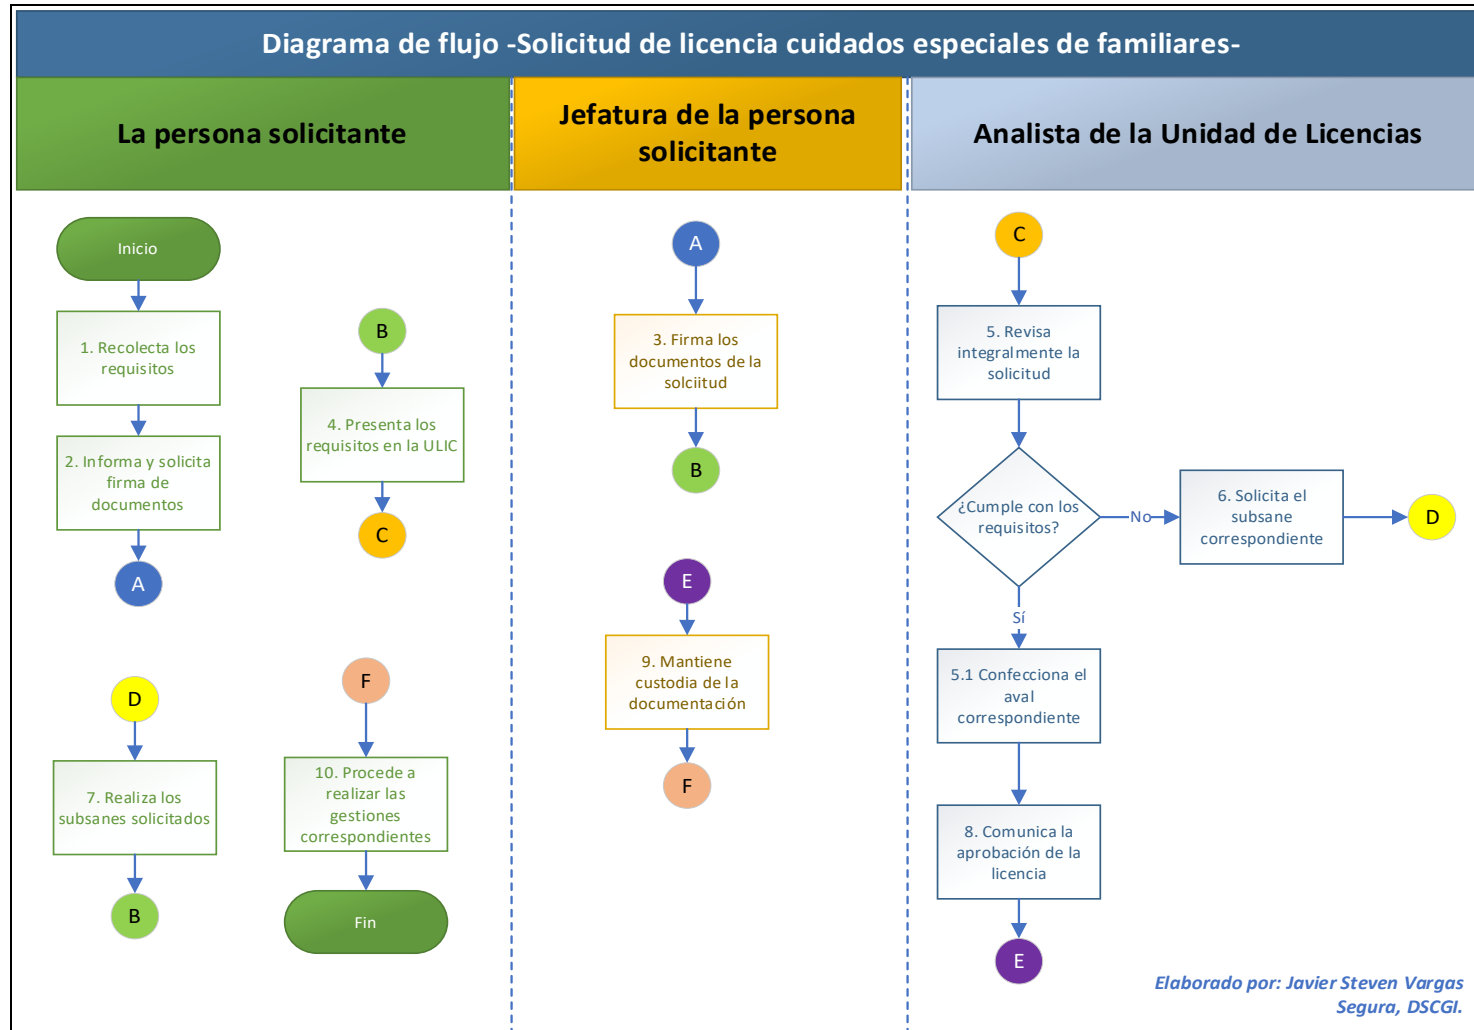 Diagrama de flujo -Solicitud de licencia cuidados especiales de familiares-
La persona solicitante
Jefatura de la persona
solicitante
Analista de la Unidad de Licencias
Inicio
1. Recolecta los
requisitos
2. Informa y solicita
firma de
documentos
A
B
4. Presenta los
requisitos en la ULIC
C
D
7. Realiza los
subsanes solicitados
B
F
10. Procede a
realizar las
gestiones
correspondientes
Fin
A
3. Firma los
documentos de la
solciitud
B
E
9. Mantiene
custodia de la
documentación
F
C
5. Revisa
integralmente la
solicitud
¿Cumple con los
requisitos?
No
6. Solicita el
subsane
correspondiente
D
Sí
5.1 Confecciona el
aval
correspondiente
8. Comunica la
aprobación de la
licencia
E
Elaborado por: Javier Steven Vargas
Segura, DSCGI.